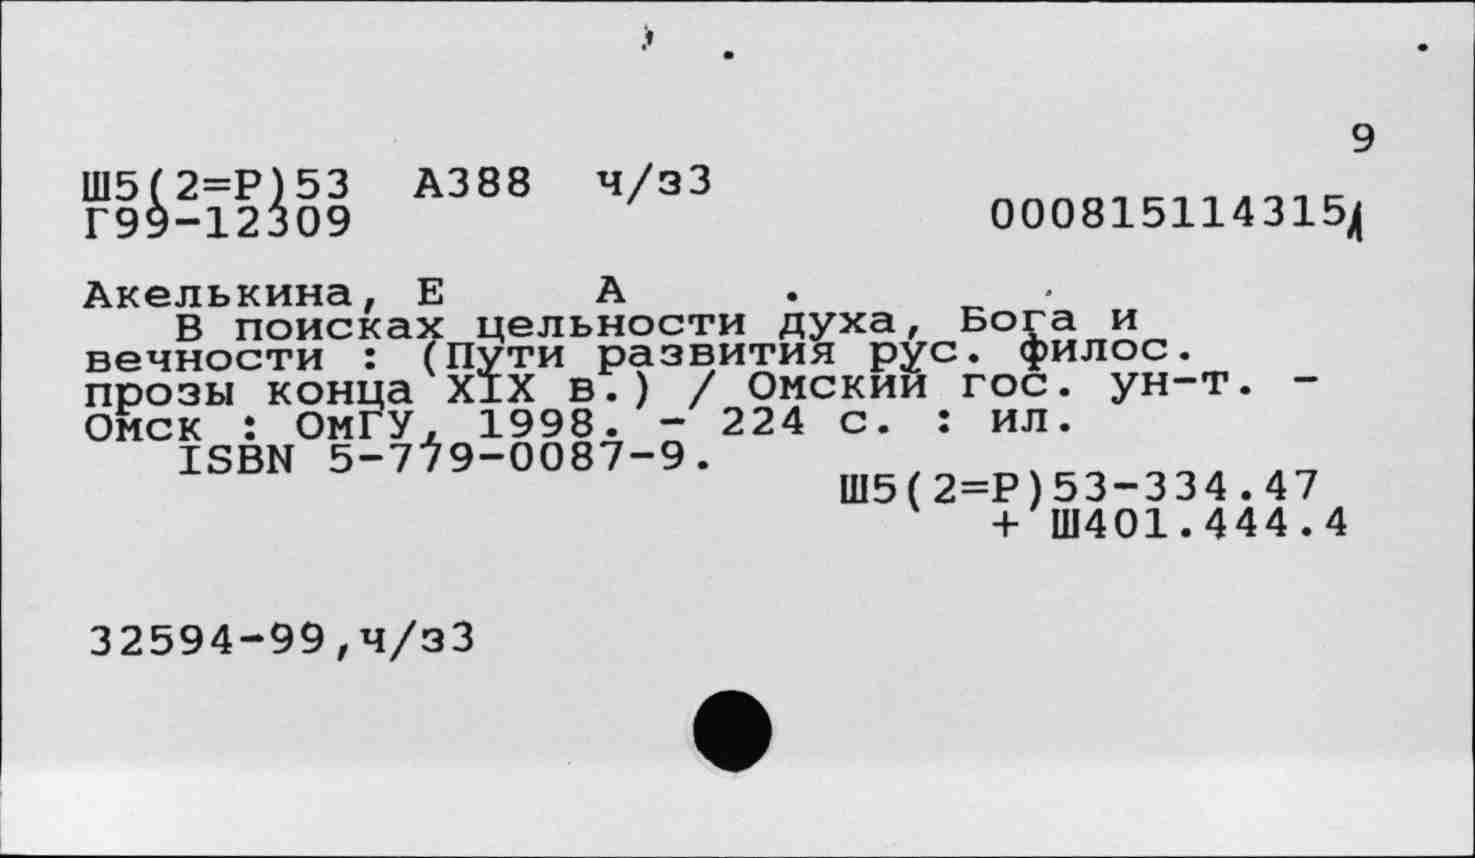 9
Ш5(2=Р)53 А388 ч/з3
Г99-12309
000815114315Д
Акелькина, Е А .
В поисках цельности духа, Бога и
вечности : (Пути развития рус. филос.
прозы конца XIX в.) / Омский гос. ун-т. -
Омск : ОмГУ, 1998. - 224 с. : ил.
ISBN 5-779-0087-9.
Ш5(2=Р)53-334.47
+ Ш401.444.4
32594-99,ч/з3